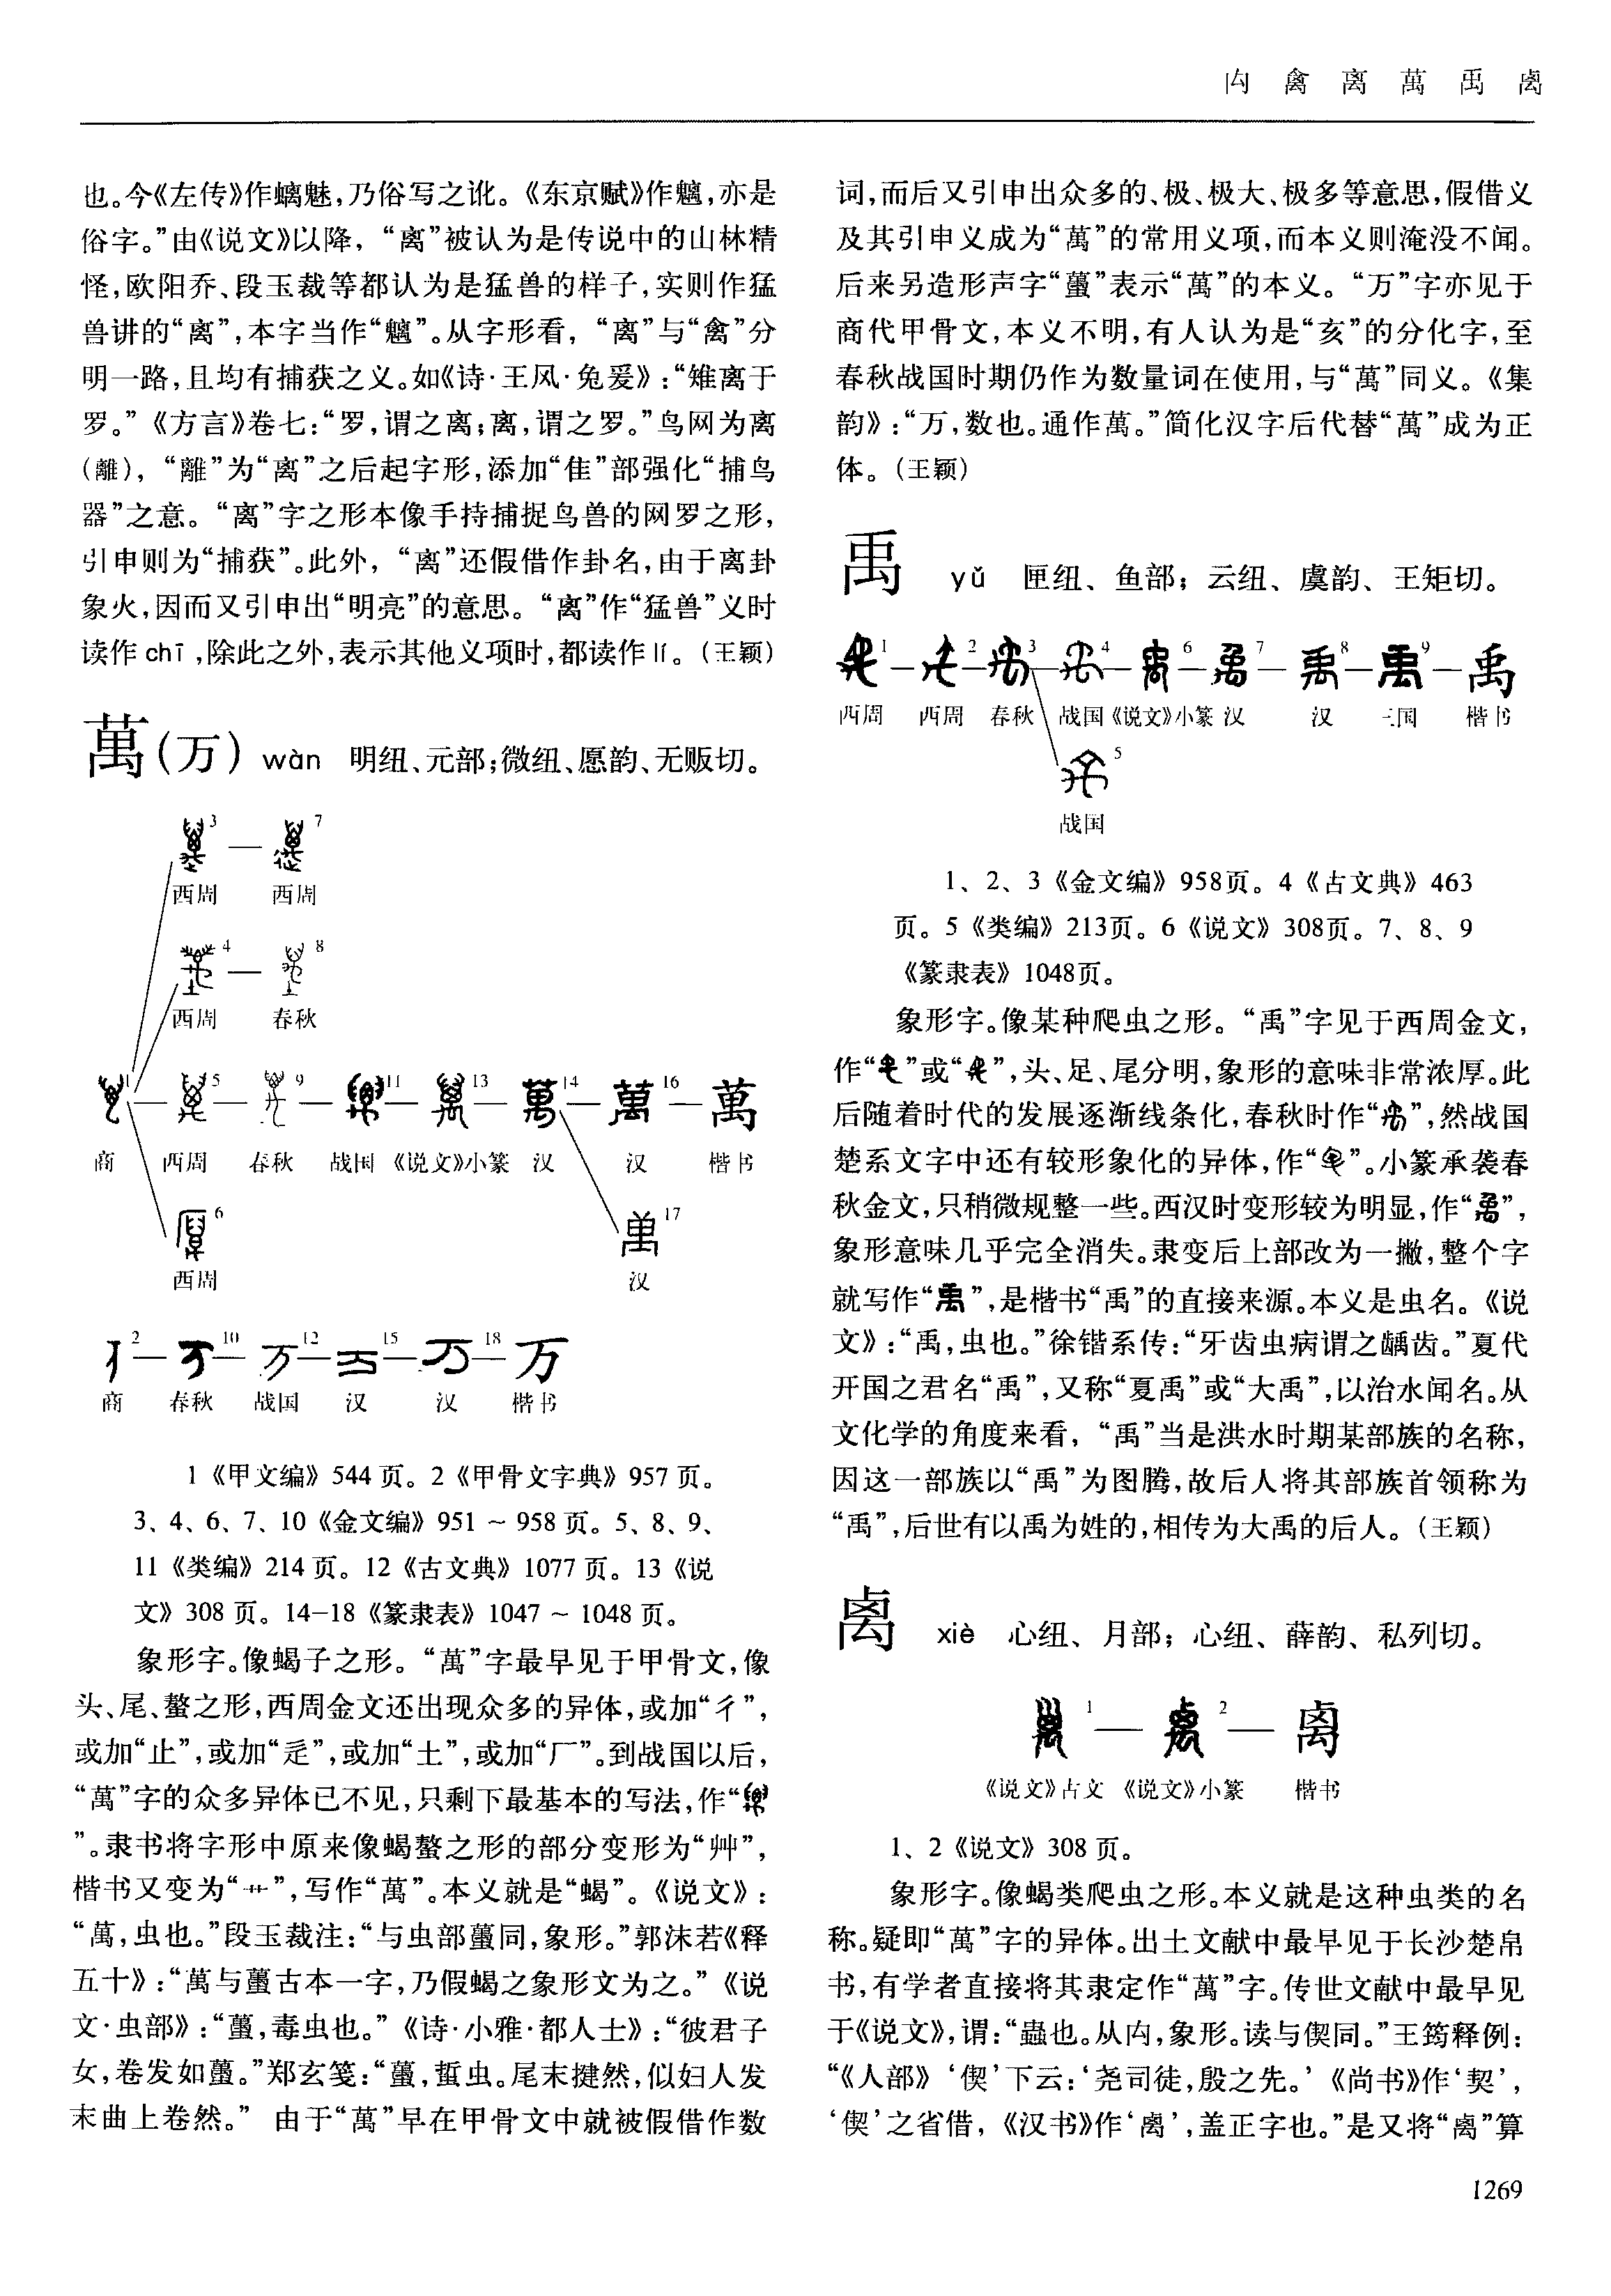 禸 禽 离 萬 禹 卨
也。今《左传》作螭魅,乃俗写之讹。《东京赋》作魑,亦是
俗字。”由《说文》以降，“离”被认为是传说中的山林精
怪,欧阳乔、段玉裁等都认为是猛兽的样子,实则作猛
兽讲的“离”,本字当作“魑”。从字形看，“离”与“禽”分
明一路,且均有捕获之义。如《诗·王风·兔爰》:“雉离于
罗。”《方言》卷七:“罗,谓之离;离,谓之罗。”鸟网为离
(離)，“離”为“离”之后起字形,添加“隹”部强化“捕鸟
器”之意。“离”字之形本像手持捕捉鸟兽的网罗之形,
引申则为“捕获”。此外，“离”还假借作卦名,由于离卦
象火,因而又引申出“明亮”的意思。“离”作“猛兽”义时
读作 chī ,除此之外,表示其他义项时,都读作 lí。(王颖)
萬(万) wàn 明纽、元部;微纽、愿韵、无贩切。
3 — 7
西周 西周
4 — 8
西周 春秋
1 — 5 — 9 — 11 — 13 — 14 — 16 — 萬
商 西周 春秋 战国 《说文》小篆 汉 汉 楷书
6 17
西周 汉
2 — 10 — 12 — 15 — 18 — 万
商 春秋 战国 汉 汉 楷书
1《甲文编》544 页。2《甲骨文字典》957 页。
3、4、6、7、10《金文编》951 ~ 958 页。5、8、9、
11《类编》214 页。12《古文典》1077 页。13《说
文》308 页。14-18《篆隶表》1047 ~ 1048 页。
象形字。像蝎子之形。“萬”字最早见于甲骨文,像
头、尾、螯之形,西周金文还出现众多的异体,或加“彳”,
或加“止”,或加“辵”,或加“土”,或加“厂”。到战国以后,
“萬”字的众多异体已不见,只剩下最基本的写法,作“
”。隶书将字形中原来像蝎螯之形的部分变形为“艸”,
楷书又变为“艹”,写作“萬”。本义就是“蝎”。《说文》:
“萬,虫也。”段玉裁注:“与虫部蠆同,象形。”郭沫若《释
五十》:“萬与蠆古本一字,乃假蝎之象形文为之。”《说
文·虫部》:“蠆,毒虫也。”《诗·小雅·都人士》:“彼君子
女,卷发如蠆。”郑玄笺:“蠆,螫虫。尾末揵然,似妇人发
末曲上卷然。” 由于“萬”早在甲骨文中就被假借作数
词,而后又引申出众多的、极、极大、极多等意思,假借义
及其引申义成为“萬”的常用义项,而本义则淹没不闻。
后来另造形声字“蠆”表示“萬”的本义。“万”字亦见于
商代甲骨文,本义不明,有人认为是“亥”的分化字,至
春秋战国时期仍作为数量词在使用,与“萬”同义。《集
韵》:“万,数也。通作萬。”简化汉字后代替“萬”成为正
体。(王颖)
禹 yǔ 匣纽、鱼部；云纽、虞韵、王矩切。
1 — 2 — 3 — 4 — 6 — 7 — 8 — 9 — 禹
西周 西周 春秋 战国 《说文》小篆 汉 汉 三国 楷书
5
战国
1、2、3《金文编》958页。4《古文典》463
页。5《类编》213页。6《说文》308页。7、8、9
《篆隶表》1048页。
象形字。像某种爬虫之形。“禹”字见于西周金文,
作“”或“”,头、足、尾分明,象形的意味非常浓厚。此
后随着时代的发展逐渐线条化,春秋时作“”,然战国
楚系文字中还有较形象化的异体,作“”。小篆承袭春
秋金文,只稍微规整一些。西汉时变形较为明显,作“”,
象形意味几乎完全消失。隶变后上部改为一撇,整个字
就写作“”,是楷书“禹”的直接来源。本义是虫名。《说
文》:“禹,虫也。”徐锴系传:“牙齿虫病谓之龋齿。”夏代
开国之君名“禹”,又称“夏禹”或“大禹”,以治水闻名。从
文化学的角度来看，“禹”当是洪水时期某部族的名称,
因这一部族以“禹”为图腾,故后人将其部族首领称为
“禹”,后世有以禹为姓的,相传为大禹的后人。(王颖)
卨 xiè 心纽、月部；心纽、薛韵、私列切。
1 — 2 — 卨
《说文》古文 《说文》小篆 楷书
1、2《说文》308 页。
象形字。像蝎类爬虫之形。本义就是这种虫类的名
称。疑即“萬”字的异体。出土文献中最早见于长沙楚帛
书,有学者直接将其隶定作“萬”字。传世文献中最早见
于《说文》,谓:“蟲也。从禸,象形。读与偰同。”王筠释例:
“《人部》‘偰’下云:‘尧司徒,殷之先。’《尚书》作‘契’,
‘偰’之省借，《汉书》作‘卨’,盖正字也。”是又将“卨”算
1269